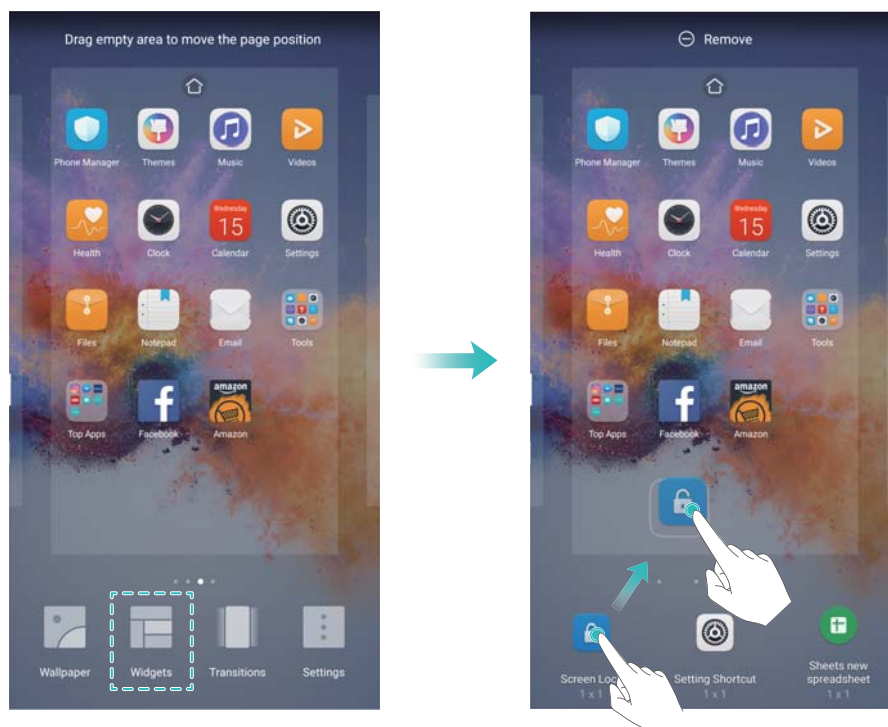 Drag empty area to move the page position
Phone Manager Themes Music Videos
Wednesday
15
Health Clock Calendar Settings
Files Notepad Email Tools
amazon
Top Apps Facebook Amazon
Wallpaper Widgets Transitions Settings
Remove
Phone Manager Themes Music Videos
Wednesday
15
Health Clock Calendar Settings
Files Notepad Email Tools
amazon
Top Apps Facebook Amazon
Screen Setting Shortcut Sheets new
spreadsheet
1 x 1 1 x 1 1 x 1